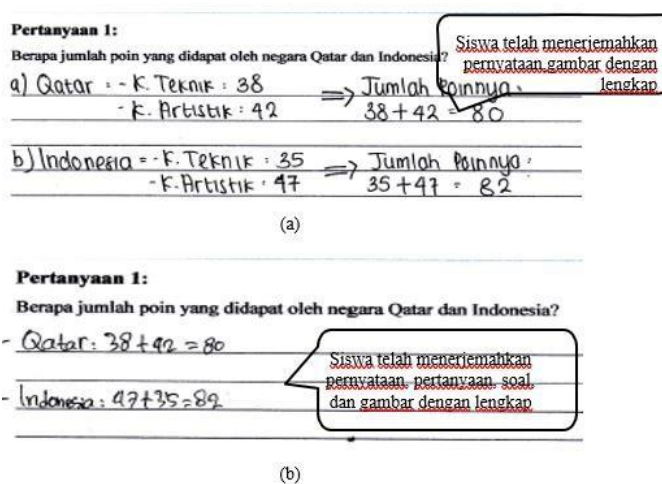 Pertanyaan 1:
Berapa jumlah poin yang didapat oleh negara Qatar dan Indonesia?
Siswa telah menerjemahkan
pernyataan,gambar dengan
lengkap
a) Qatar : - K. Teknik : 38 => Jumlah Poinnya :
- K. Artistik : 42 38 + 42 = 80
b) Indonesia = - K. Teknik : 35 => Jumlah Poinnya :
- K. Artistik : 47 35 + 47 = 82
(a)
Pertanyaan 1:
Berapa jumlah poin yang didapat oleh negara Qatar dan Indonesia?
- Qatar : 38 + 42 = 80
Siswa telah menerjemahkan
pernyataan, pertanyaan, soal,
dan gambar dengan lengkap
- Indonesia : 47 + 35 = 82
(b)